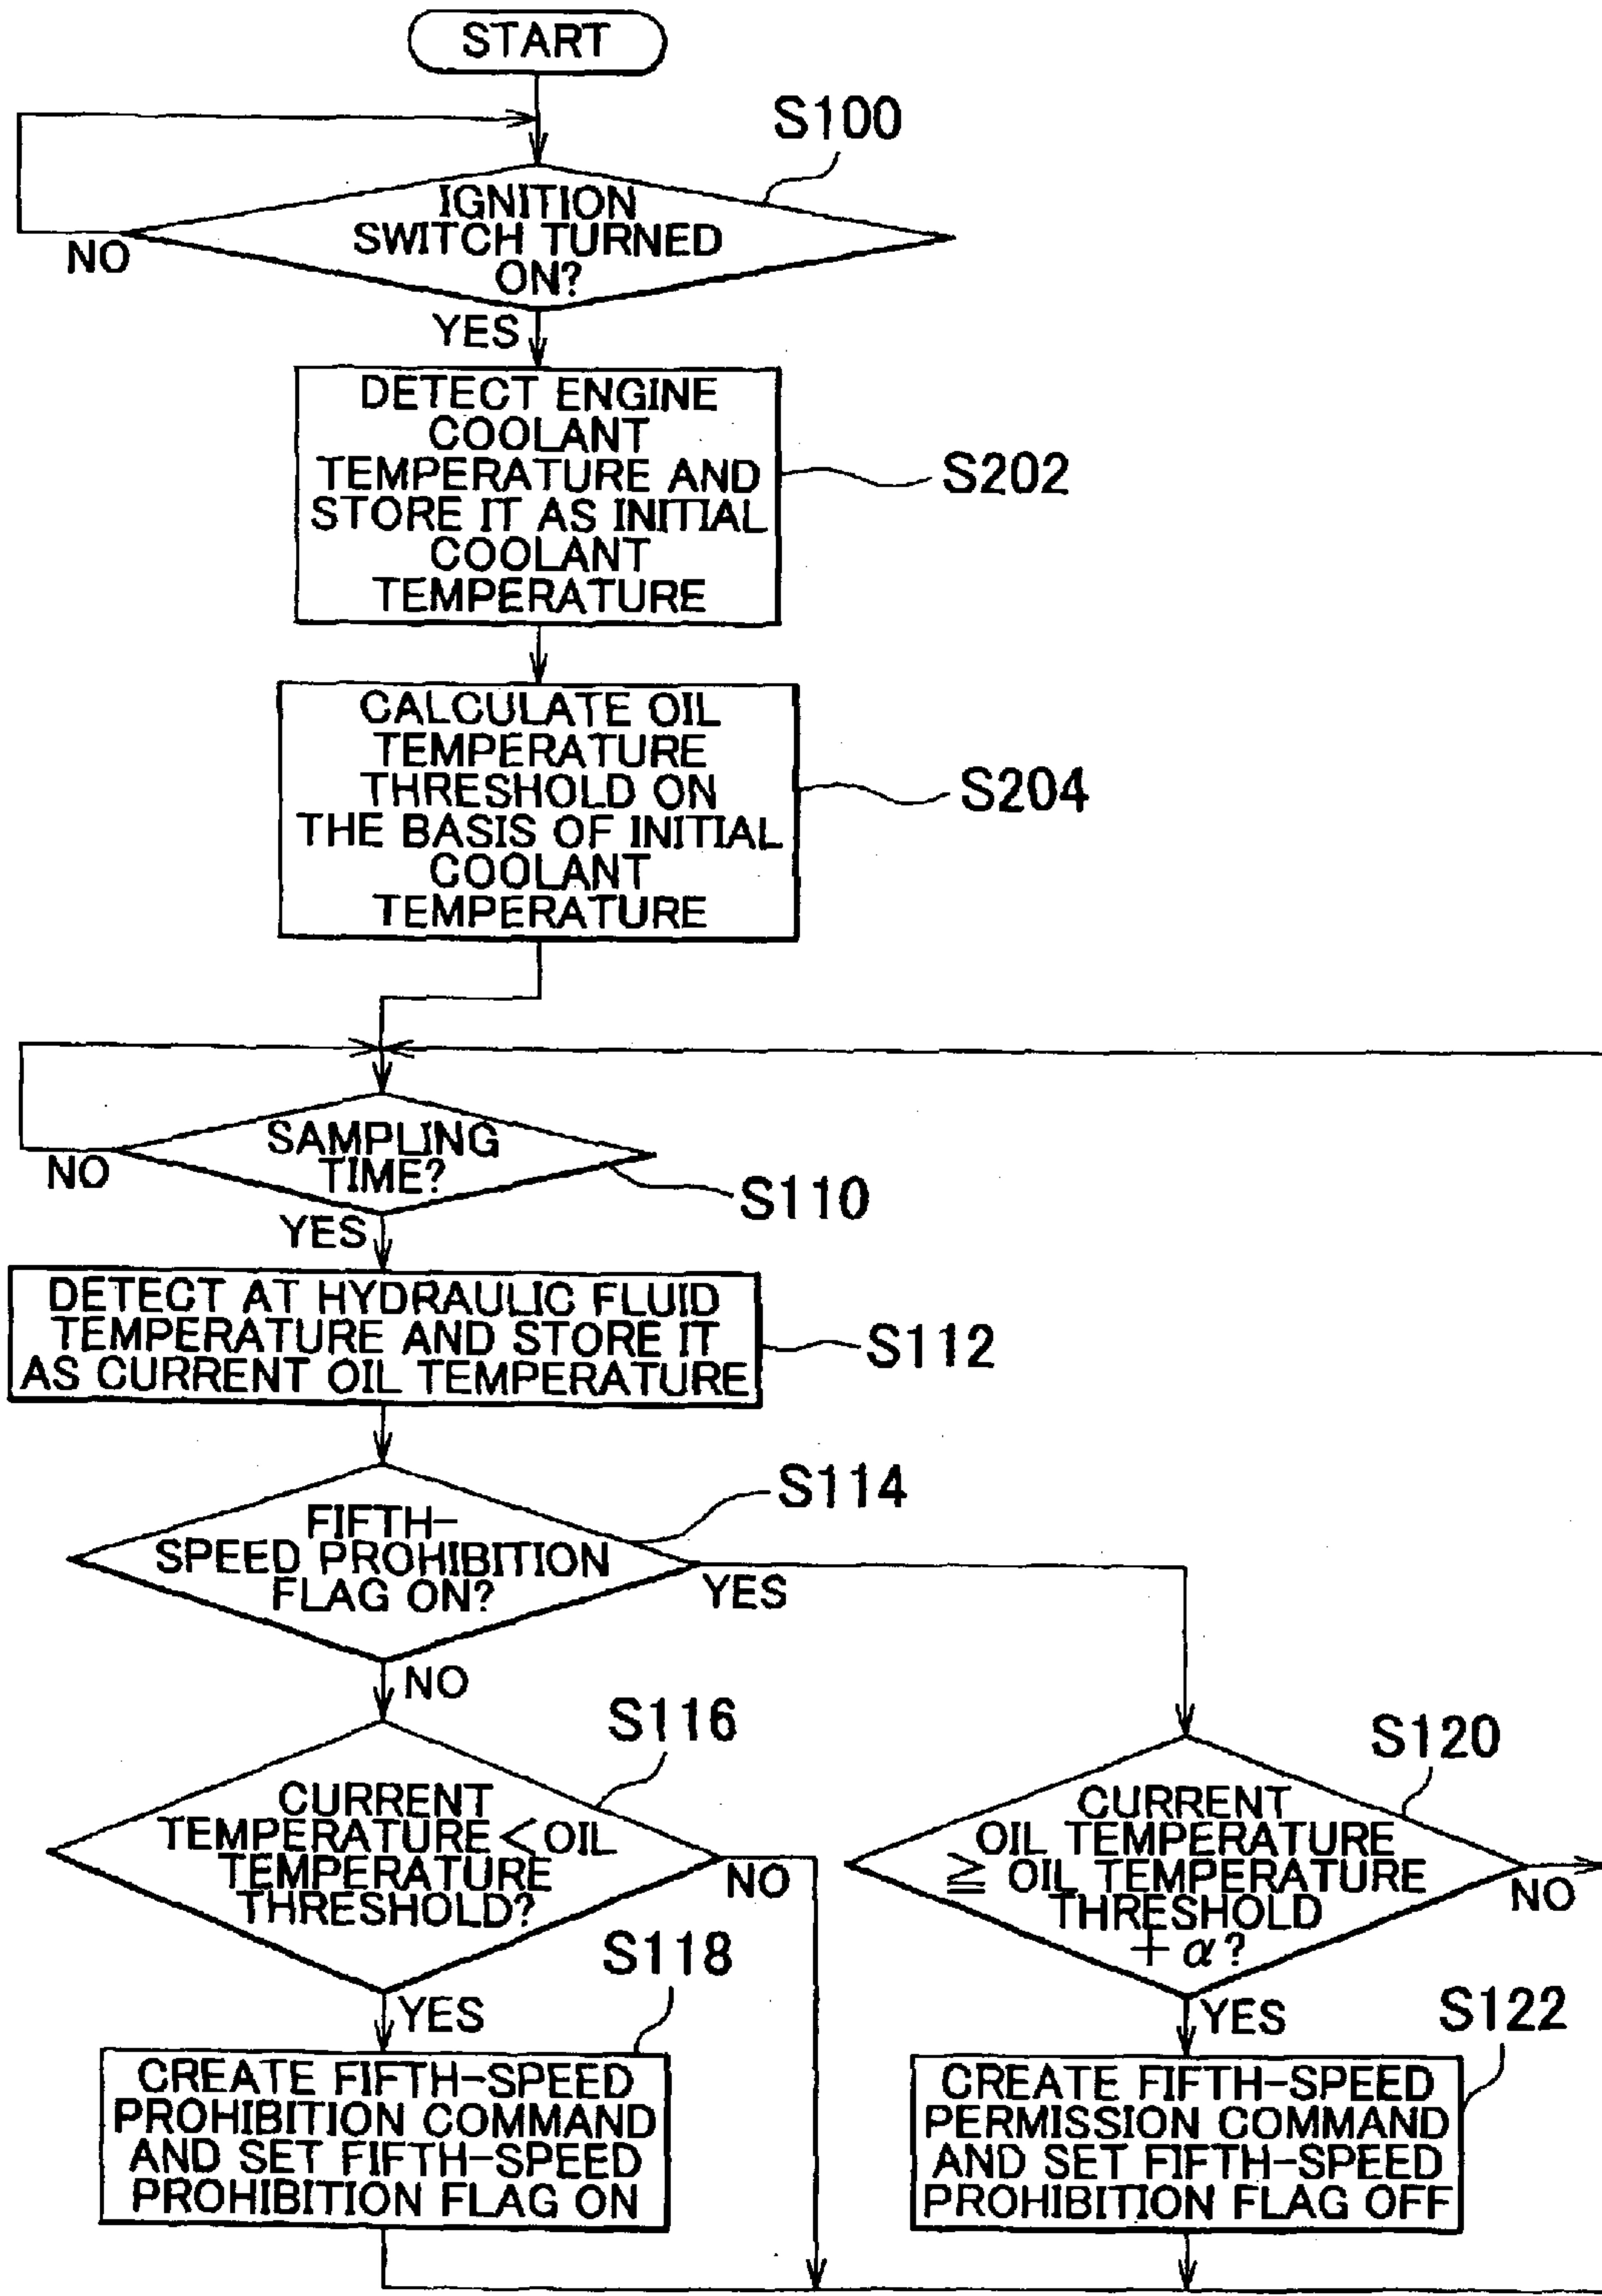 START
S100
IGNITION
SWITCH TURNED
ON?
NO
YES
DETECT ENGINE
COOLANT
TEMPERATURE AND
STORE IT AS INITIAL
COOLANT
TEMPERATURE
S202
CALCULATE OIL
TEMPERATURE
THRESHOLD ON
THE BASIS OF INITIAL
COOLANT
TEMPERATURE
S204
SAMPLING
TIME?
NO
S110
YES
DETECT AT HYDRAULIC FLUID
TEMPERATURE AND STORE IT
AS CURRENT OIL TEMPERATURE
S112
S114
FIFTH-
SPEED PROHIBITION
FLAG ON?
YES
NO
S116
CURRENT
TEMPERATURE<OIL
TEMPERATURE
THRESHOLD?
NO
S120
CURRENT
OIL TEMPERATURE
≧ OIL TEMPERATURE
THRESHOLD
+ α?
NO
S118
YES
CREATE FIFTH-SPEED
PROHIBITION COMMAND
AND SET FIFTH-SPEED
PROHIBITION FLAG ON
YES
S122
CREATE FIFTH-SPEED
PERMISSION COMMAND
AND SET FIFTH-SPEED
PROHIBITION FLAG OFF